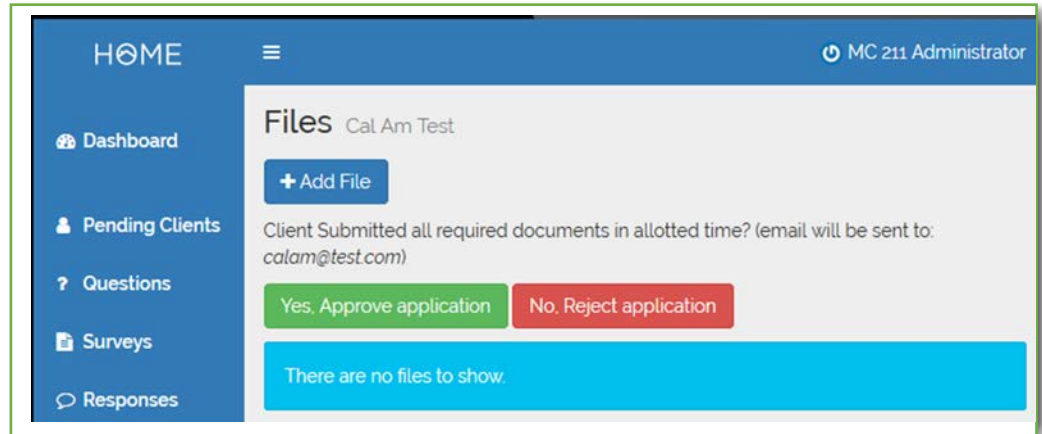 HOME
MC 211 Administrator
Dashboard
Pending Clients
Questions
Surveys
Responses
Files Cal Am Test
+ Add File
Client Submitted all required documents in allotted time? (email will be sent to:
calam@test.com)
Yes, Approve application No, Reject application
There are no files to show.